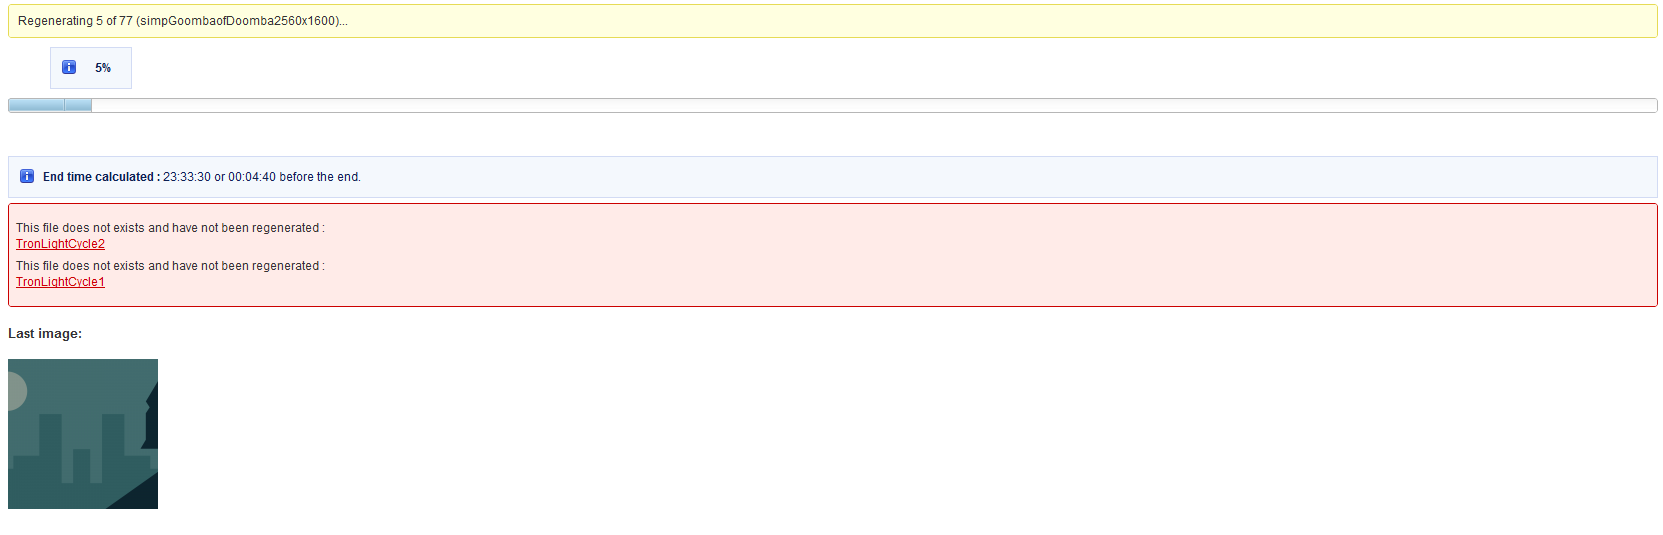 Regenerating 5 of 77 (simpGoombaofDoomba2560x1600)...
5%
End time calculated : 23:33:30 or 00:04:40 before the end.
This file does not exists and have not been regenerated :
TronLightCycle2
This file does not exists and have not been regenerated :
TronLightCycle1
Last image: